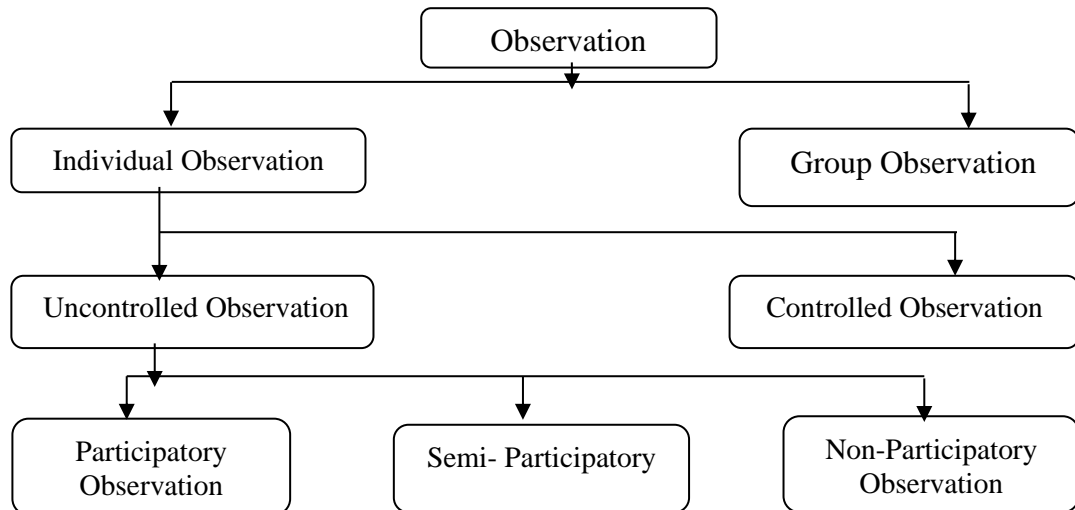 Observation
Individual Observation
Group Observation
Uncontrolled Observation
Controlled Observation
Participatory
Observation
Semi- Participatory
Non-Participatory
Observation